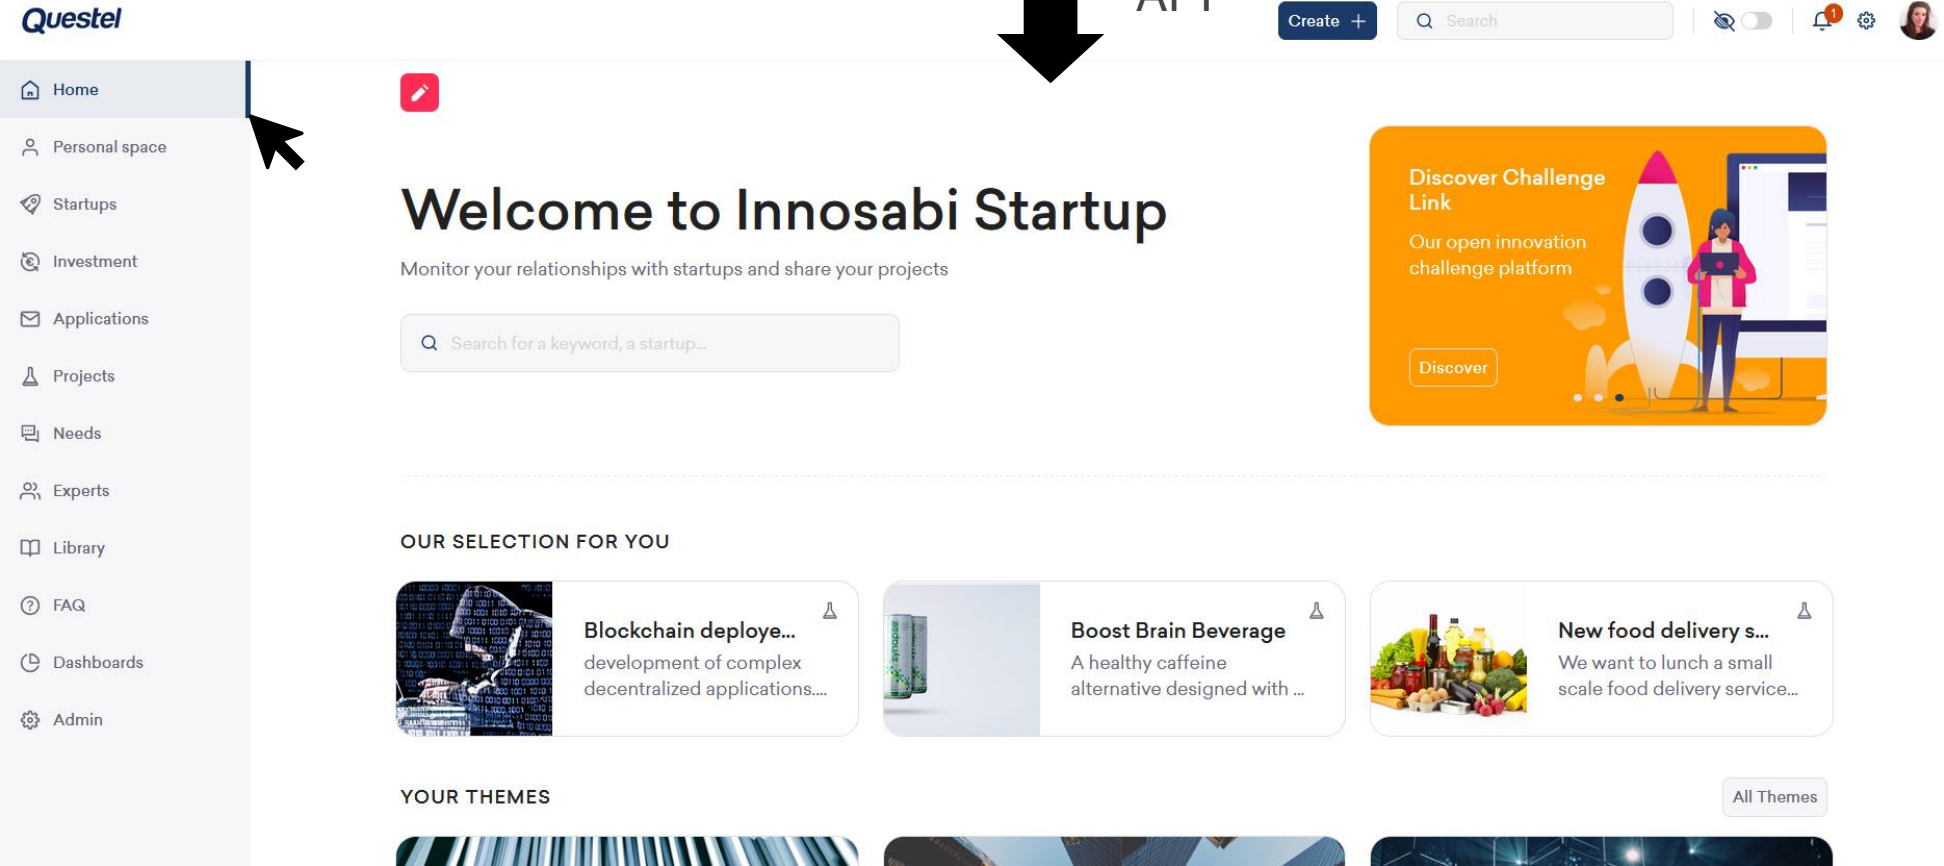 Questel
Create +
Search
1
Home
Personal space
Startups
Investment
Applications
Projects
Needs
Experts
Library
FAQ
Dashboards
Admin
Welcome to Innosabi Startup
Monitor your relationships with startups and share your projects
Search for a keyword, a startup...
Discover Challenge
Link
Our open innovation
challenge platform
Discover
OUR SELECTION FOR YOU
Blockchain deploye...
development of complex
decentralized applications....
synapse
Boost Brain Beverage
A healthy caffeine
alternative designed with ...
New food delivery s...
We want to lunch a small
scale food delivery service...
YOUR THEMES
All Themes